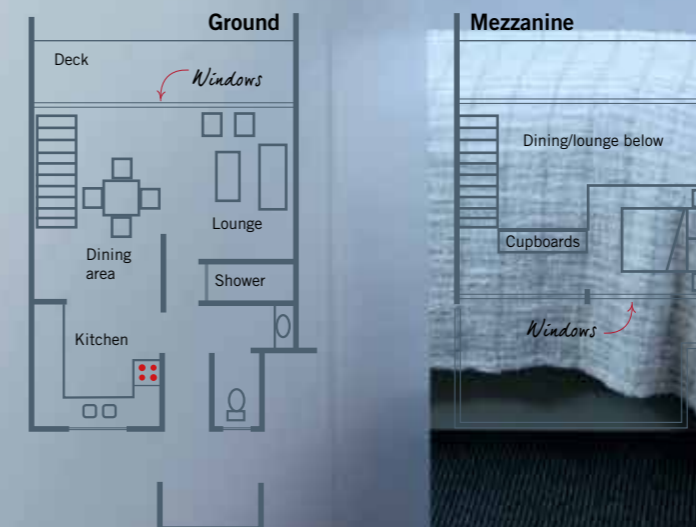 Ground
Deck
Windows
Lounge
Dining
area
Shower
Kitchen
Mezzanine
Dining/lounge below
Cupboards
Windows